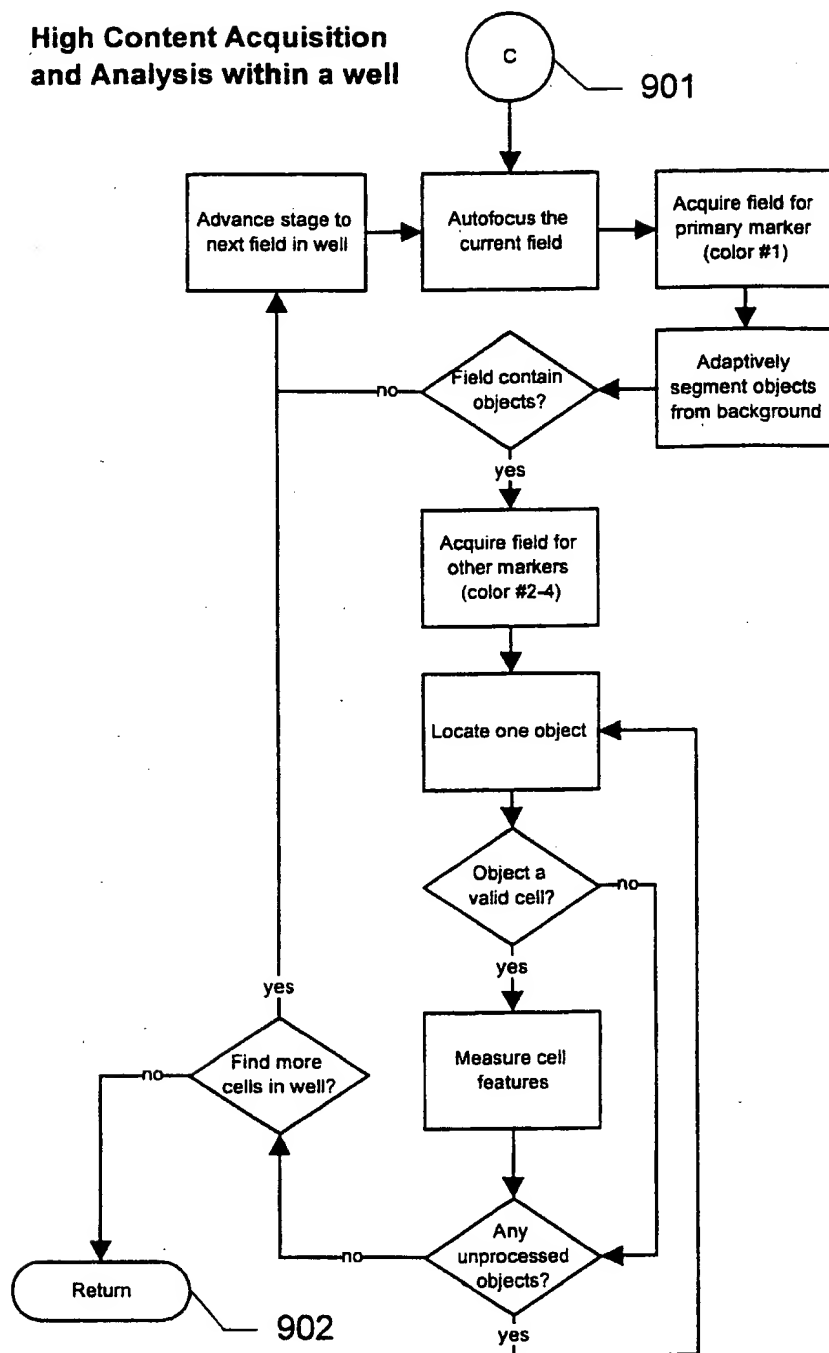 High Content Acquisition
and Analysis within a well
C
901
Advance stage to
next field in well
Autofocus the
current field
Acquire field for
primary marker
(color #1)
Adaptively
segment objects
from background
Field contain
objects?
no
yes
Acquire field for
other markers
(color #2-4)
Locate one object
Object a
valid cell?
no
yes
Measure cell
features
Any
unprocessed
objects?
no
yes
Find more
cells in well?
yes
no
Return
902